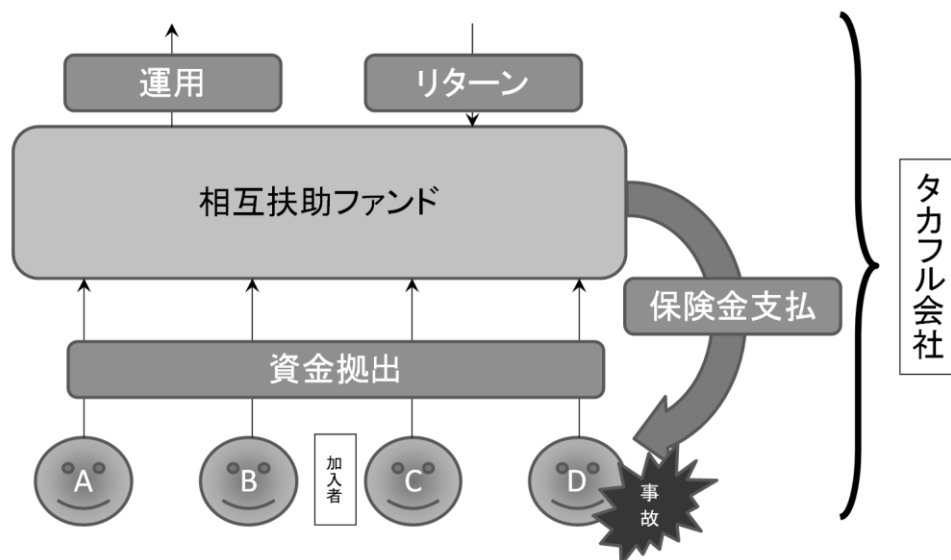 運用
リターン
相互扶助ファンド
保険金支払
資金拠出
A
B
加入者
C
D
事故
タカフル会社